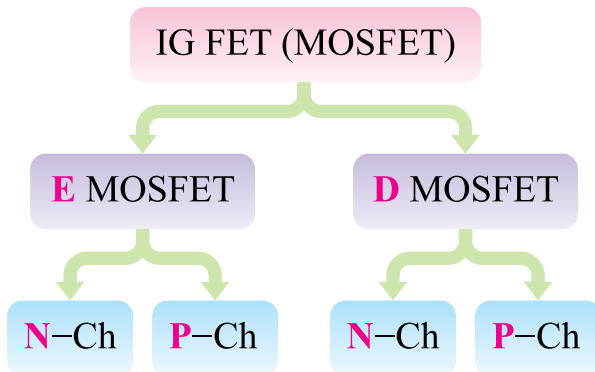 IG FET (MOSFET)
E MOSFET
D MOSFET
N–Ch
P–Ch
N–Ch
P–Ch